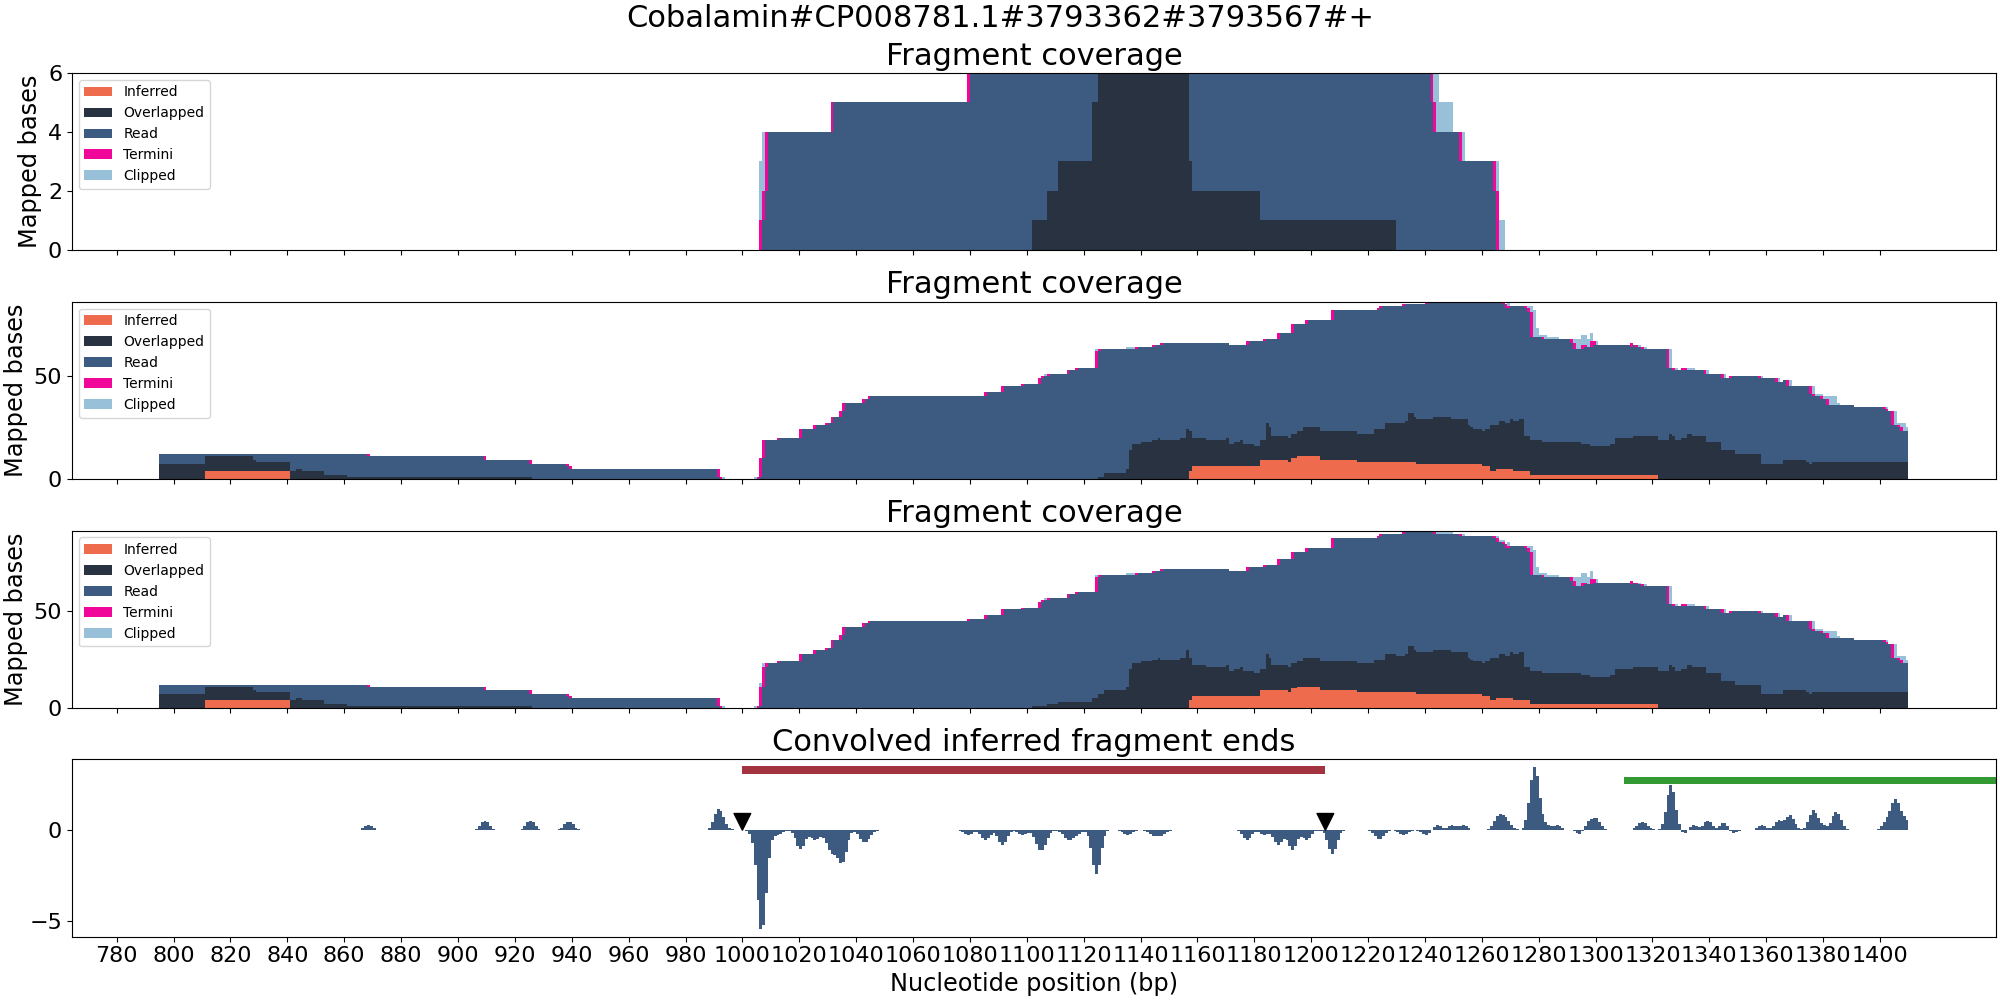 Cobalamin#CP008781.1#3793362#3793567#+
Fragment coverage
Mapped bases
6
4
2
0
Inferred
Overlapped
Read
Termini
Clipped
Fragment coverage
Mapped bases
50
0
Inferred
Overlapped
Read
Termini
Clipped
Fragment coverage
Mapped bases
50
0
Inferred
Overlapped
Read
Termini
Clipped
Convolved inferred fragment ends
0
−5
780 800 820 840 860 880 900 920 940 960 980 1000 1020 1040 1060 1080 1100 1120 1140 1160 1180 1200 1220 1240 1260 1280 1300 1320 1340 1360 1380 1400
Nucleotide position (bp)